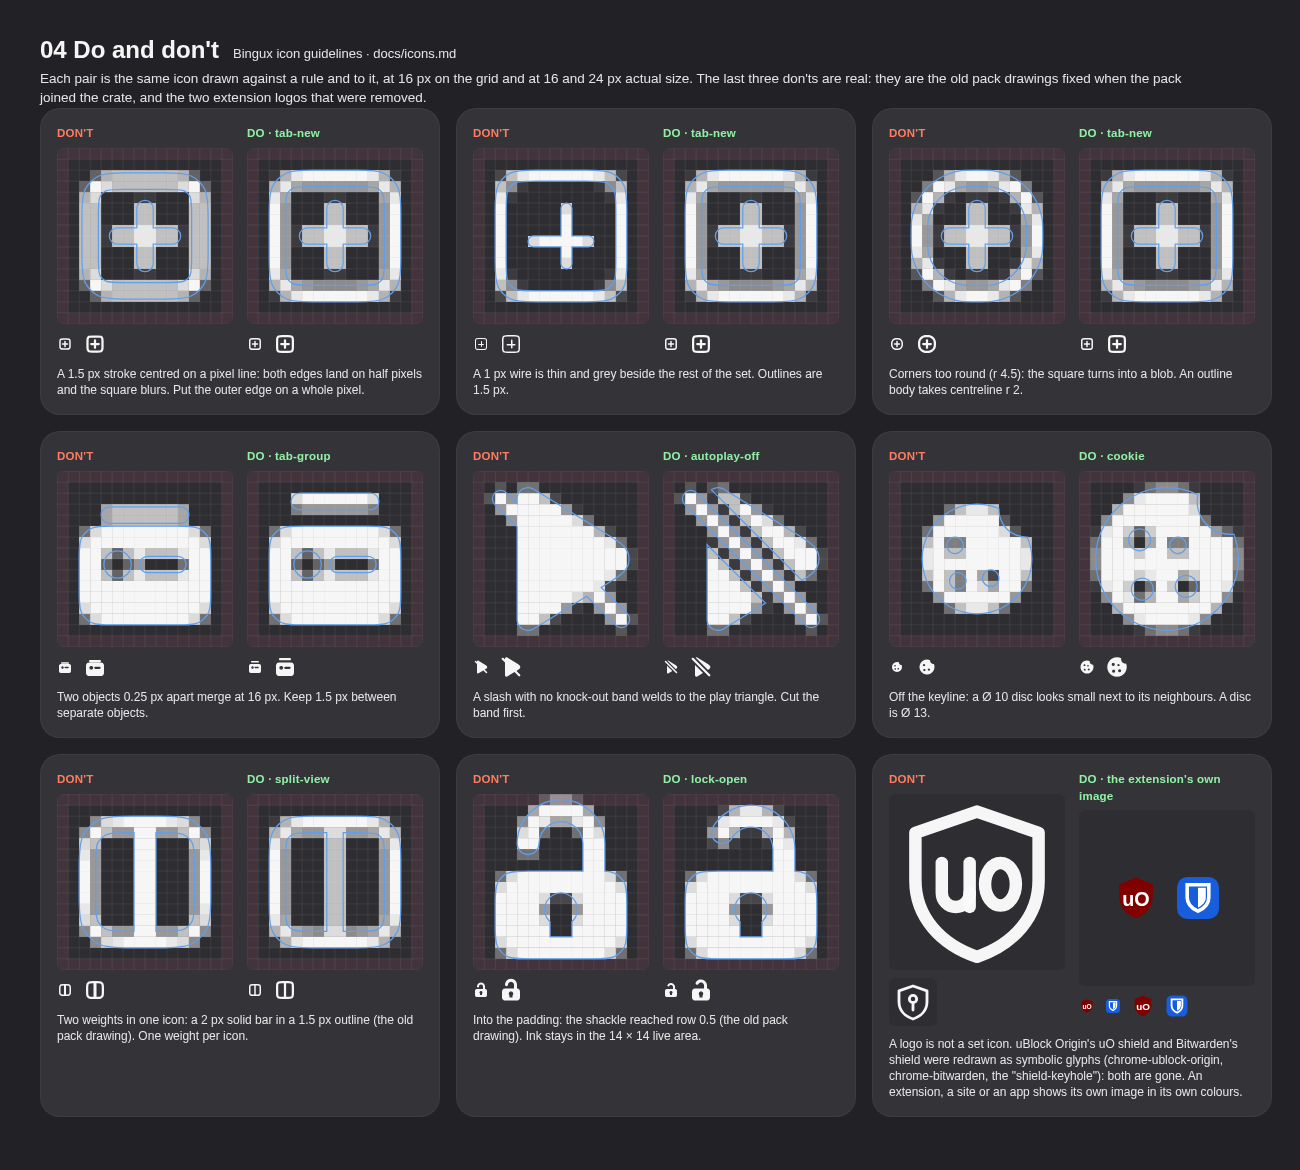 04 Do and don't Bingux icon guidelines · docs/icons.md
Each pair is the same icon drawn against a rule and to it, at 16 px on the grid and at 16 and 24 px actual size. The last three don'ts are real: they are the old pack drawings fixed when the pack
joined the crate, and the two extension logos that were removed.
DON'T
DO · tab-new
A 1.5 px stroke centred on a pixel line: both edges land on half pixels
and the square blurs. Put the outer edge on a whole pixel.
DON'T
DO · tab-new
A 1 px wire is thin and grey beside the rest of the set. Outlines are
1.5 px.
DON'T
DO · tab-new
Corners too round (r 4.5): the square turns into a blob. An outline
body takes centreline r 2.
DON'T
DO · tab-group
Two objects 0.25 px apart merge at 16 px. Keep 1.5 px between
separate objects.
DON'T
DO · autoplay-off
A slash with no knock-out band welds to the play triangle. Cut the
band first.
DON'T
DO · cookie
Off the keyline: a Ø 10 disc looks small next to its neighbours. A disc
is Ø 13.
DON'T
DO · split-view
Two weights in one icon: a 2 px solid bar in a 1.5 px outline (the old
pack drawing). One weight per icon.
DON'T
DO · lock-open
Into the padding: the shackle reached row 0.5 (the old pack
drawing). Ink stays in the 14 × 14 live area.
DON'T
DO · the extension's own
image
uo
uO
uO
uO
A logo is not a set icon. uBlock Origin's uO shield and Bitwarden's
shield were redrawn as symbolic glyphs (chrome-ublock-origin,
chrome-bitwarden, the "shield-keyhole"): both are gone. An
extension, a site or an app shows its own image in its own colours.